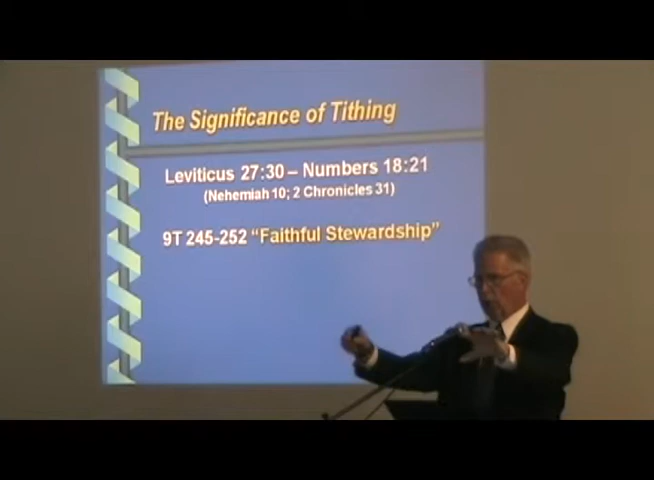 The Significance of Tithing
Leviticus 27:30 – Numbers 18:21
(Nehemiah 10; 2 Chronicles 31)
9T 245-252 "Faithful Stewardship"